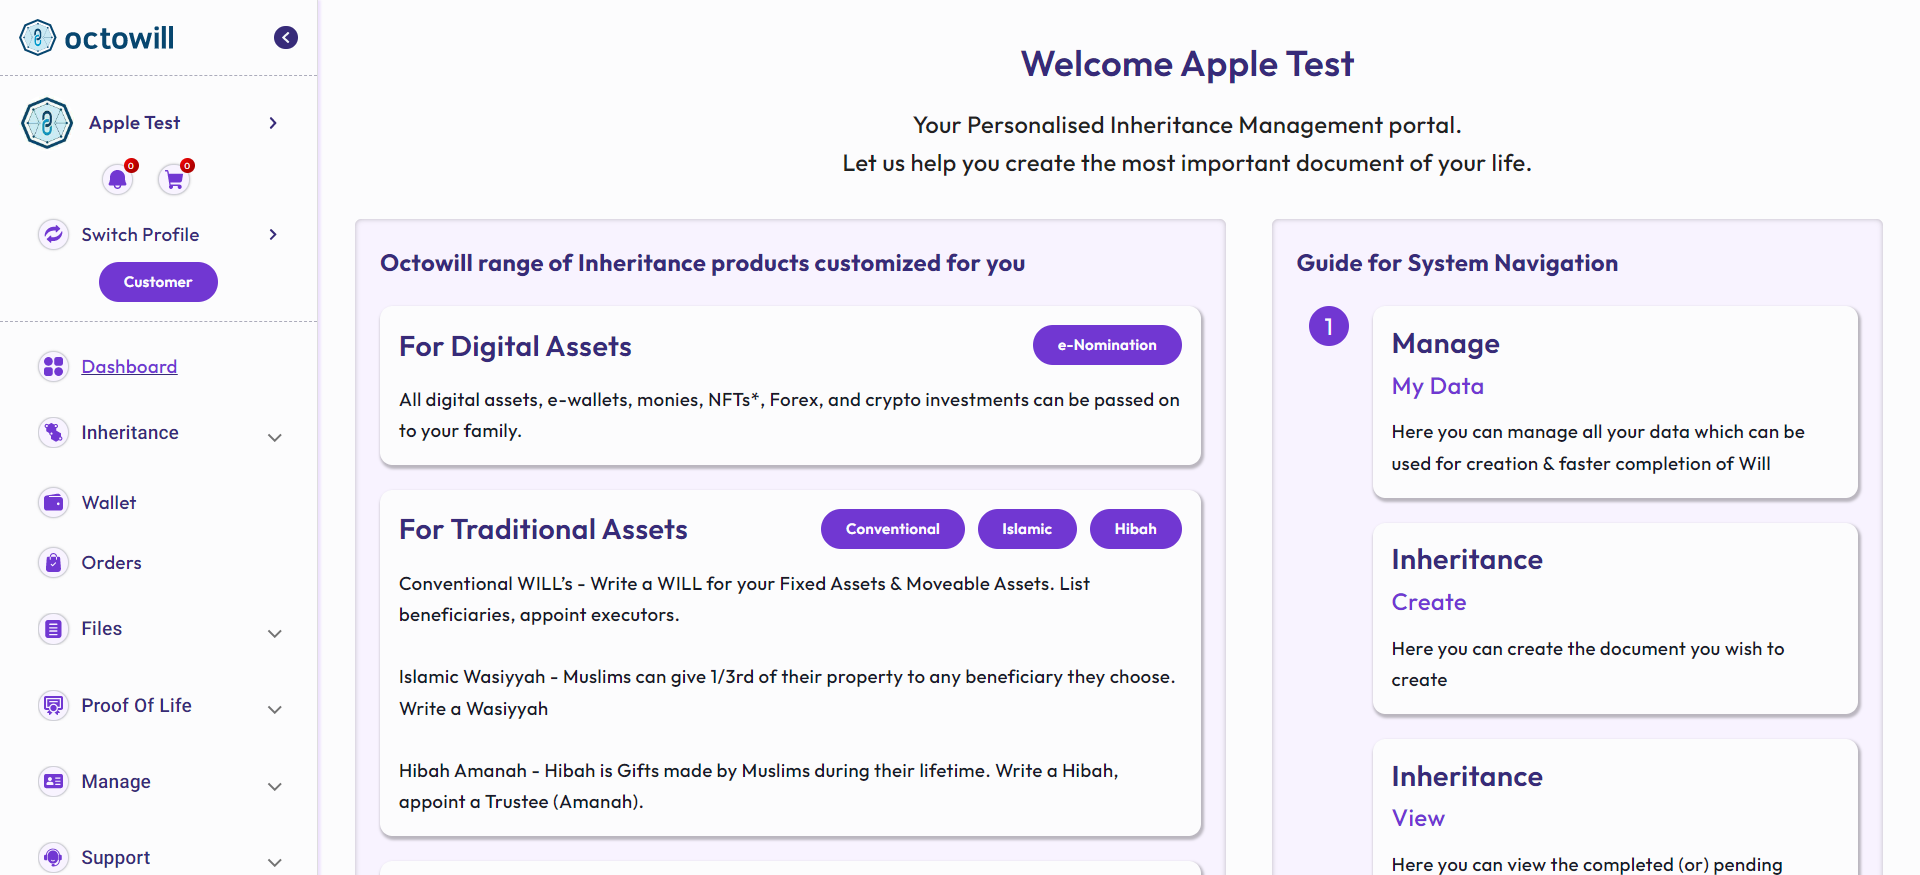 octowill
Apple Test
0
0
Switch Profile
Customer
Dashboard
Inheritance
Wallet
Orders
Files
Proof Of Life
Manage
Support
Welcome Apple Test
Your Personalised Inheritance Management portal.
Let us help you create the most important document of your life.
Octowill range of Inheritance products customized for you
For Digital Assets
e-Nomination
All digital assets, e-wallets, monies, NFTs*, Forex, and crypto investments can be passed on
to your family.
For Traditional Assets
Conventional
Islamic
Hibah
Conventional WILL’s - Write a WILL for your Fixed Assets & Moveable Assets. List
beneficiaries, appoint executors.
Islamic Wasiyyah - Muslims can give 1/3rd of their property to any beneficiary they choose.
Write a Wasiyyah
Hibah Amanah - Hibah is Gifts made by Muslims during their lifetime. Write a Hibah,
appoint a Trustee (Amanah).
Guide for System Navigation
1
Manage
My Data
Here you can manage all your data which can be
used for creation & faster completion of Will
Inheritance
Create
Here you can create the document you wish to
create
Inheritance
View
Here you can view the completed (or) pending